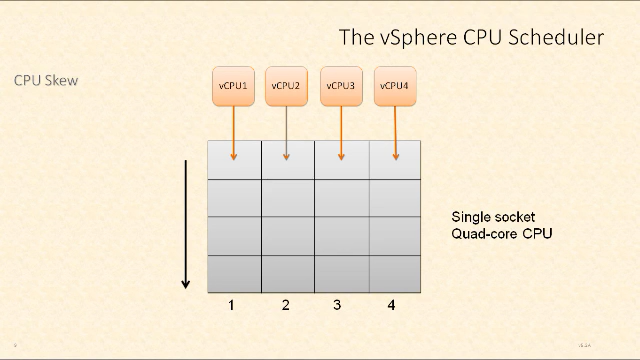 The vSphere CPU Scheduler
CPU Skew
vCPU1 vCPU2 vCPU3 vCPU4
Single socket
Quad-core CPU
1 2 3 4